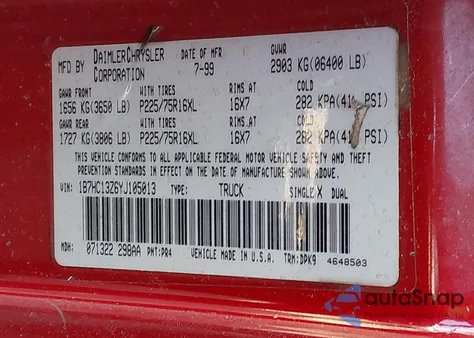 MFD BY DAIMLERCHRYSLER CORPORATION DATE OF MFR 7-99 GVWR 2903 KG(06400 LB)
GAWR FRONT WITH TIRES RIMS AT COLD
1656 KG(3650 LB) P225/75R16XL 16X7 282 KPA(41 PSI)
GAWR REAR WITH TIRES RIMS AT COLD
1727 KG(3806 LB) P225/75R16XL 16X7 282 KPA(41 PSI)
THIS VEHICLE CONFORMS TO ALL APPLICABLE FEDERAL MOTOR VEHICLE SAFETY AND THEFT
PREVENTION STANDARDS IN EFFECT ON THE DATE OF MANUFACTURE SHOWN ABOVE.
VIN: 1B7HC13Z6YJ105013 TYPE: TRUCK SINGLE X DUAL
MDH: 071322 298AA PNT: PR4 VEHICLE MADE IN U.S.A. TRM: DPK9 4648503
autoSnap